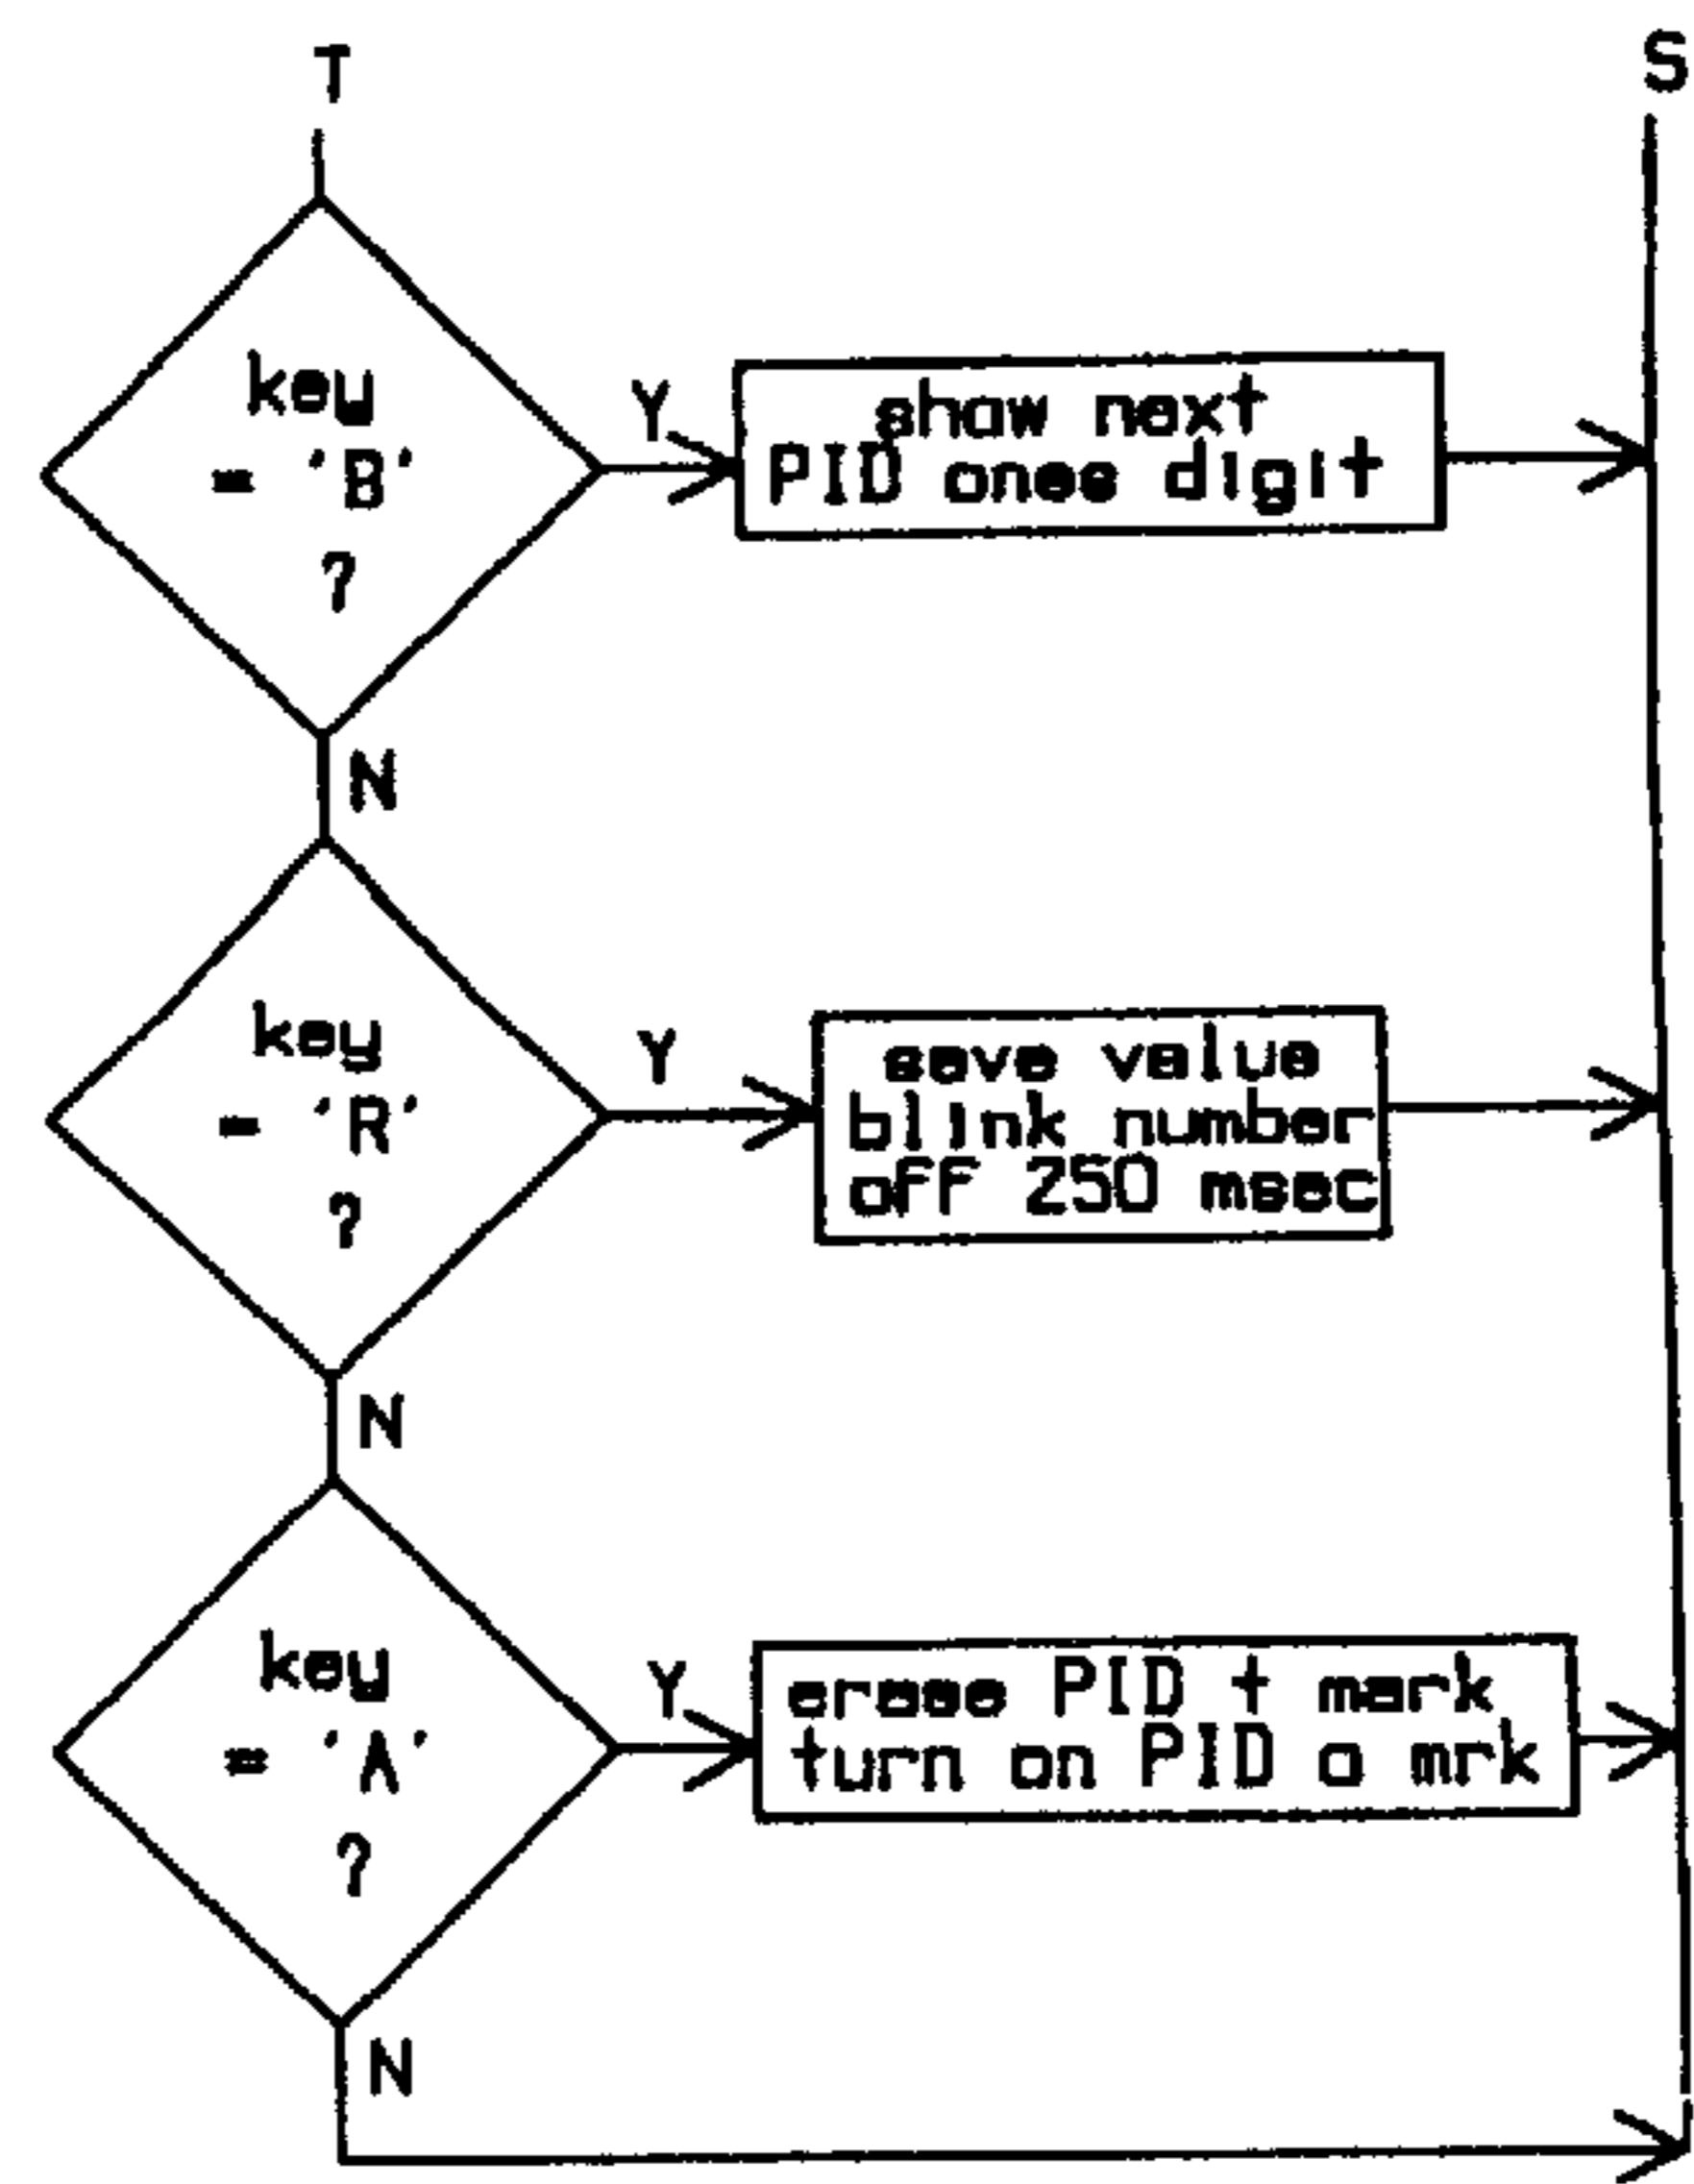 T
S
key
= 'B'
?
Y
show next
PID ones digit
N
key
= 'R'
?
Y
save value
blink number
off 250 msec
N
key
= 'A'
?
Y
erase PID t mark
turn on PID a mrk
N